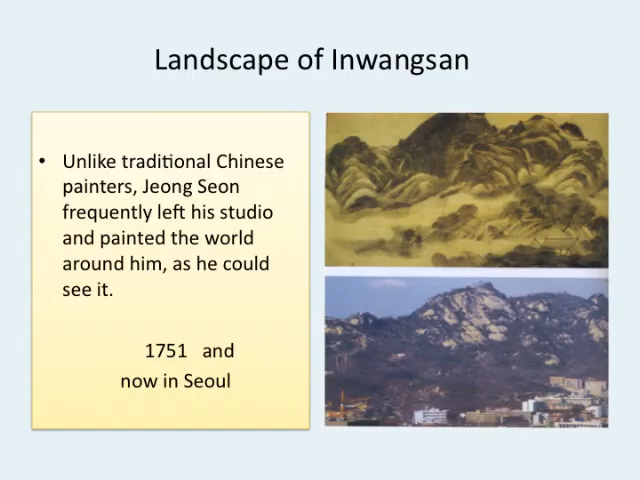 Landscape of Inwangsan
• Unlike traditional Chinese
painters, Jeong Seon
frequently left his studio
and painted the world
around him, as he could
see it.
1751 and
now in Seoul